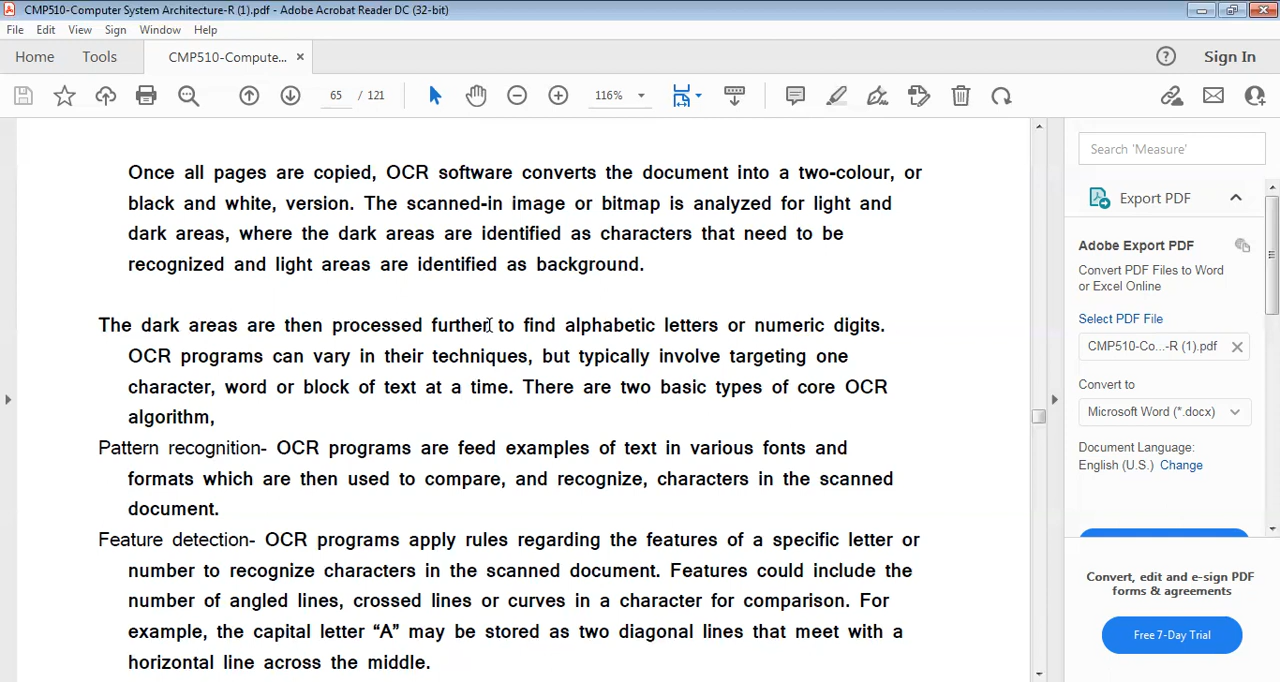 CMP510-Computer System Architecture-R (1).pdf - Adobe Acrobat Reader DC (32-bit)
File Edit View Sign Window Help
Home Tools CMP510-Compute... × ? Sign In
65 / 121 116%
Once all pages are copied, OCR software converts the document into a two-colour, or
black and white, version. The scanned-in image or bitmap is analyzed for light and
dark areas, where the dark areas are identified as characters that need to be
recognized and light areas are identified as background.
The dark areas are then processed further to find alphabetic letters or numeric digits.
OCR programs can vary in their techniques, but typically involve targeting one
character, word or block of text at a time. There are two basic types of core OCR
algorithm,
Pattern recognition- OCR programs are feed examples of text in various fonts and
formats which are then used to compare, and recognize, characters in the scanned
document.
Feature detection- OCR programs apply rules regarding the features of a specific letter or
number to recognize characters in the scanned document. Features could include the
number of angled lines, crossed lines or curves in a character for comparison. For
example, the capital letter “A” may be stored as two diagonal lines that meet with a
horizontal line across the middle.
Search 'Measure'
Export PDF
Adobe Export PDF
Convert PDF Files to Word
or Excel Online
Select PDF File
CMP510-Co...-R (1).pdf
Convert to
Microsoft Word (*.docx)
Document Language:
English (U.S.) Change
Convert, edit and e-sign PDF
forms & agreements
Free 7-Day Trial